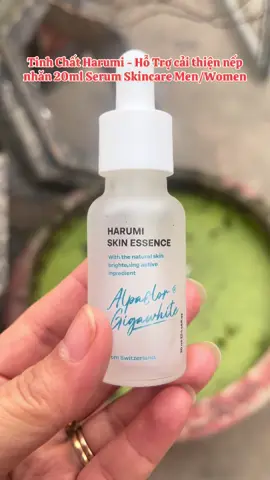 Tinh Chất Harumi - Hỗ Trợ cải thiện nếp
nhăn 20ml Serum Skincare Men/Women
HARUMI
SKIN ESSENCE
with the natural skin
brightening active
ingredient
Alpaflor &
Gigawhite
Switzerland